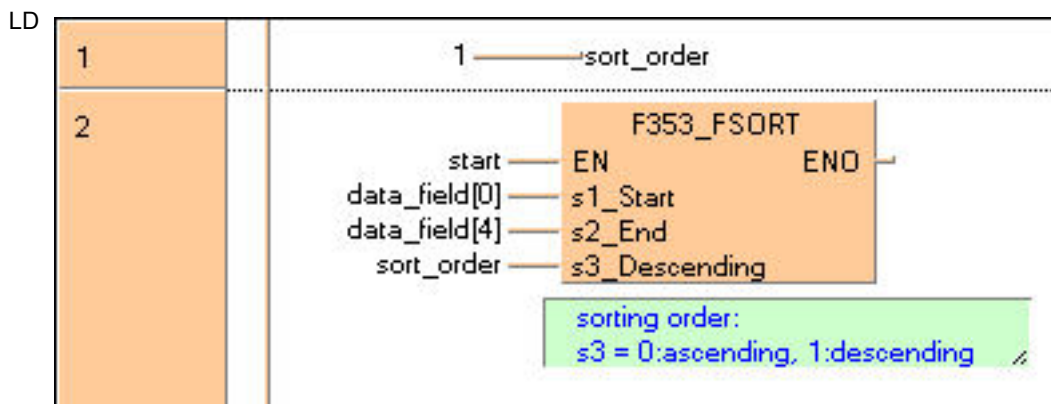 LD
1
1 sort_order
2
F353_FSORT
start EN ENO
data_field[0] s1_Start
data_field[4] s2_End
sort_order s3_Descending
sorting order:
s3 = 0:ascending, 1:descending